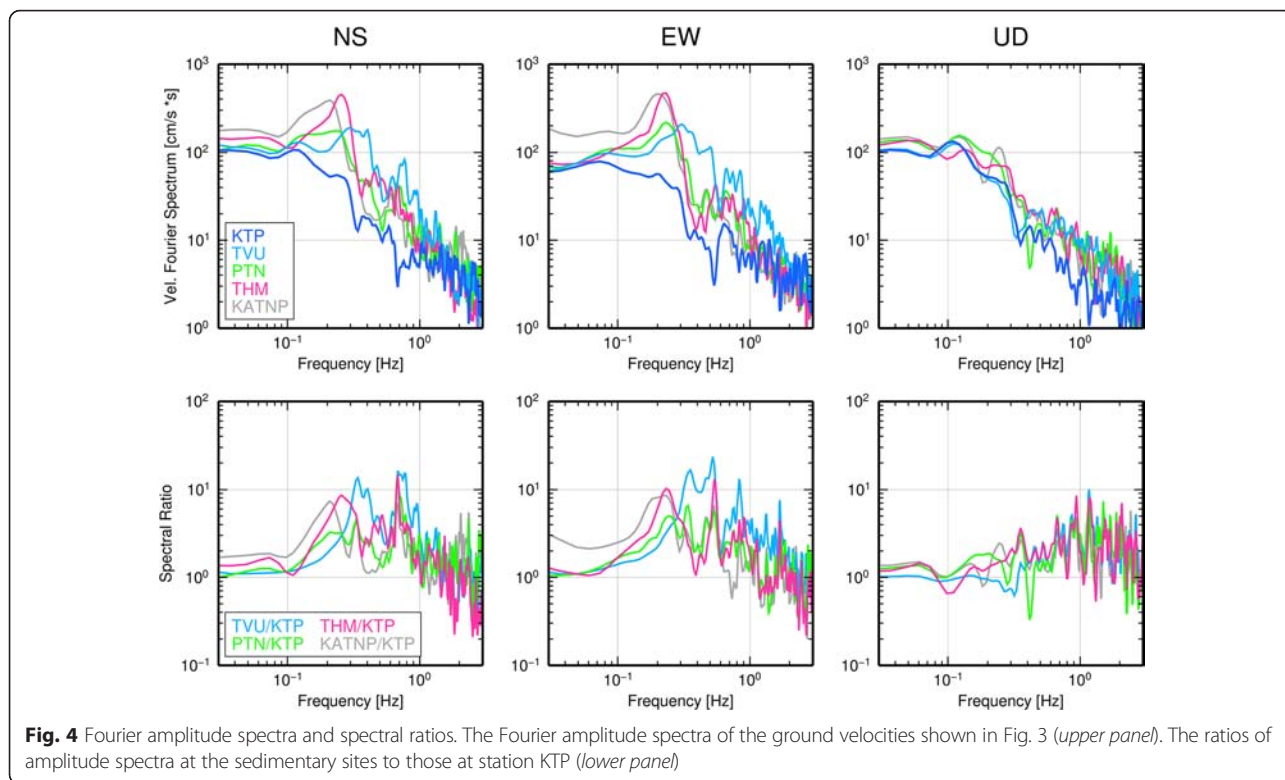 NS EW UD
10³ 10³ 10³
10² 10² 10²
10¹ 10¹ 10¹
10⁰ 10⁰ 10⁰
Vel. Fourier Spectrum [cm/s *s]
KTP
TVU
PTN
THM
KATNP
10⁻¹ 10⁰ 10⁻¹ 10⁰ 10⁻¹ 10⁰
Frequency [Hz] Frequency [Hz] Frequency [Hz]
10² 10² 10²
10¹ 10¹ 10¹
10⁰ 10⁰ 10⁰
10⁻¹ 10⁻¹ 10⁻¹
Spectral Ratio
TVU/KTP THM/KTP
PTN/KTP KATNP/KTP
10⁻¹ 10⁰ 10⁻¹ 10⁰ 10⁻¹ 10⁰
Frequency [Hz] Frequency [Hz] Frequency [Hz]
Fig. 4 Fourier amplitude spectra and spectral ratios. The Fourier amplitude spectra of the ground velocities shown in Fig. 3 (upper panel). The ratios of
amplitude spectra at the sedimentary sites to those at station KTP (lower panel)